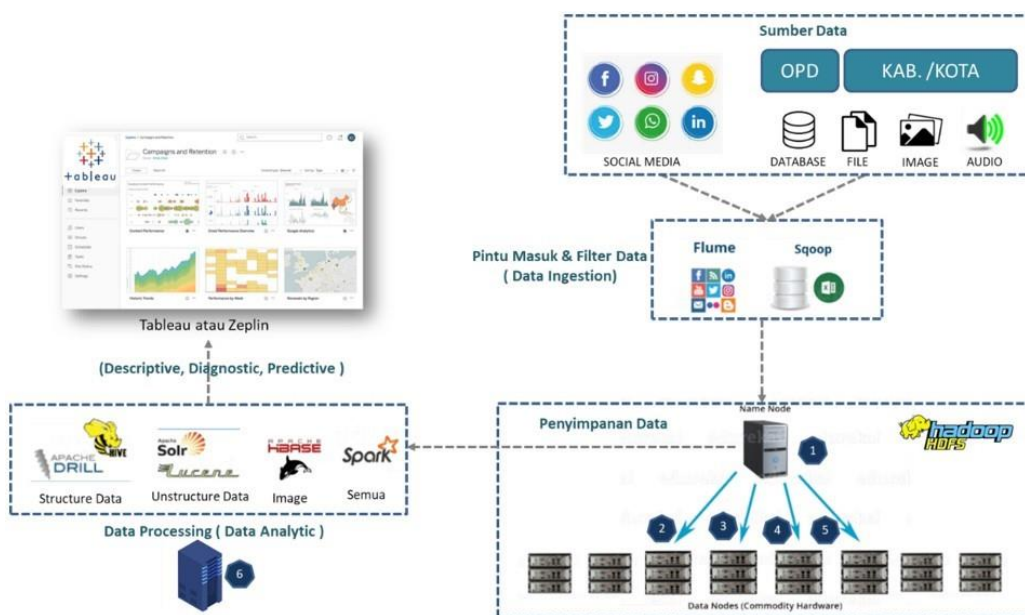 Sumber Data
OPD
KAB. /KOTA
SOCIAL MEDIA
DATABASE
FILE
IMAGE
AUDIO
Pintu Masuk & Filter Data
( Data Ingestion)
Flume
Sqoop
+ableau
Campaigns and Retention
Tableau atau Zeplin
(Descriptive, Diagnostic, Predictive )
APACHE
DRILL
HIVE
Structure Data
Apache
Solr
Lucene
Unstructure Data
APACHE
HBASE
Image
Spark
Semua
Data Processing ( Data Analytic )
6
Penyimpanan Data
Name Node
hadoop
HDFS
1
2
3
4
5
Data Nodes (Commodity Hardware)